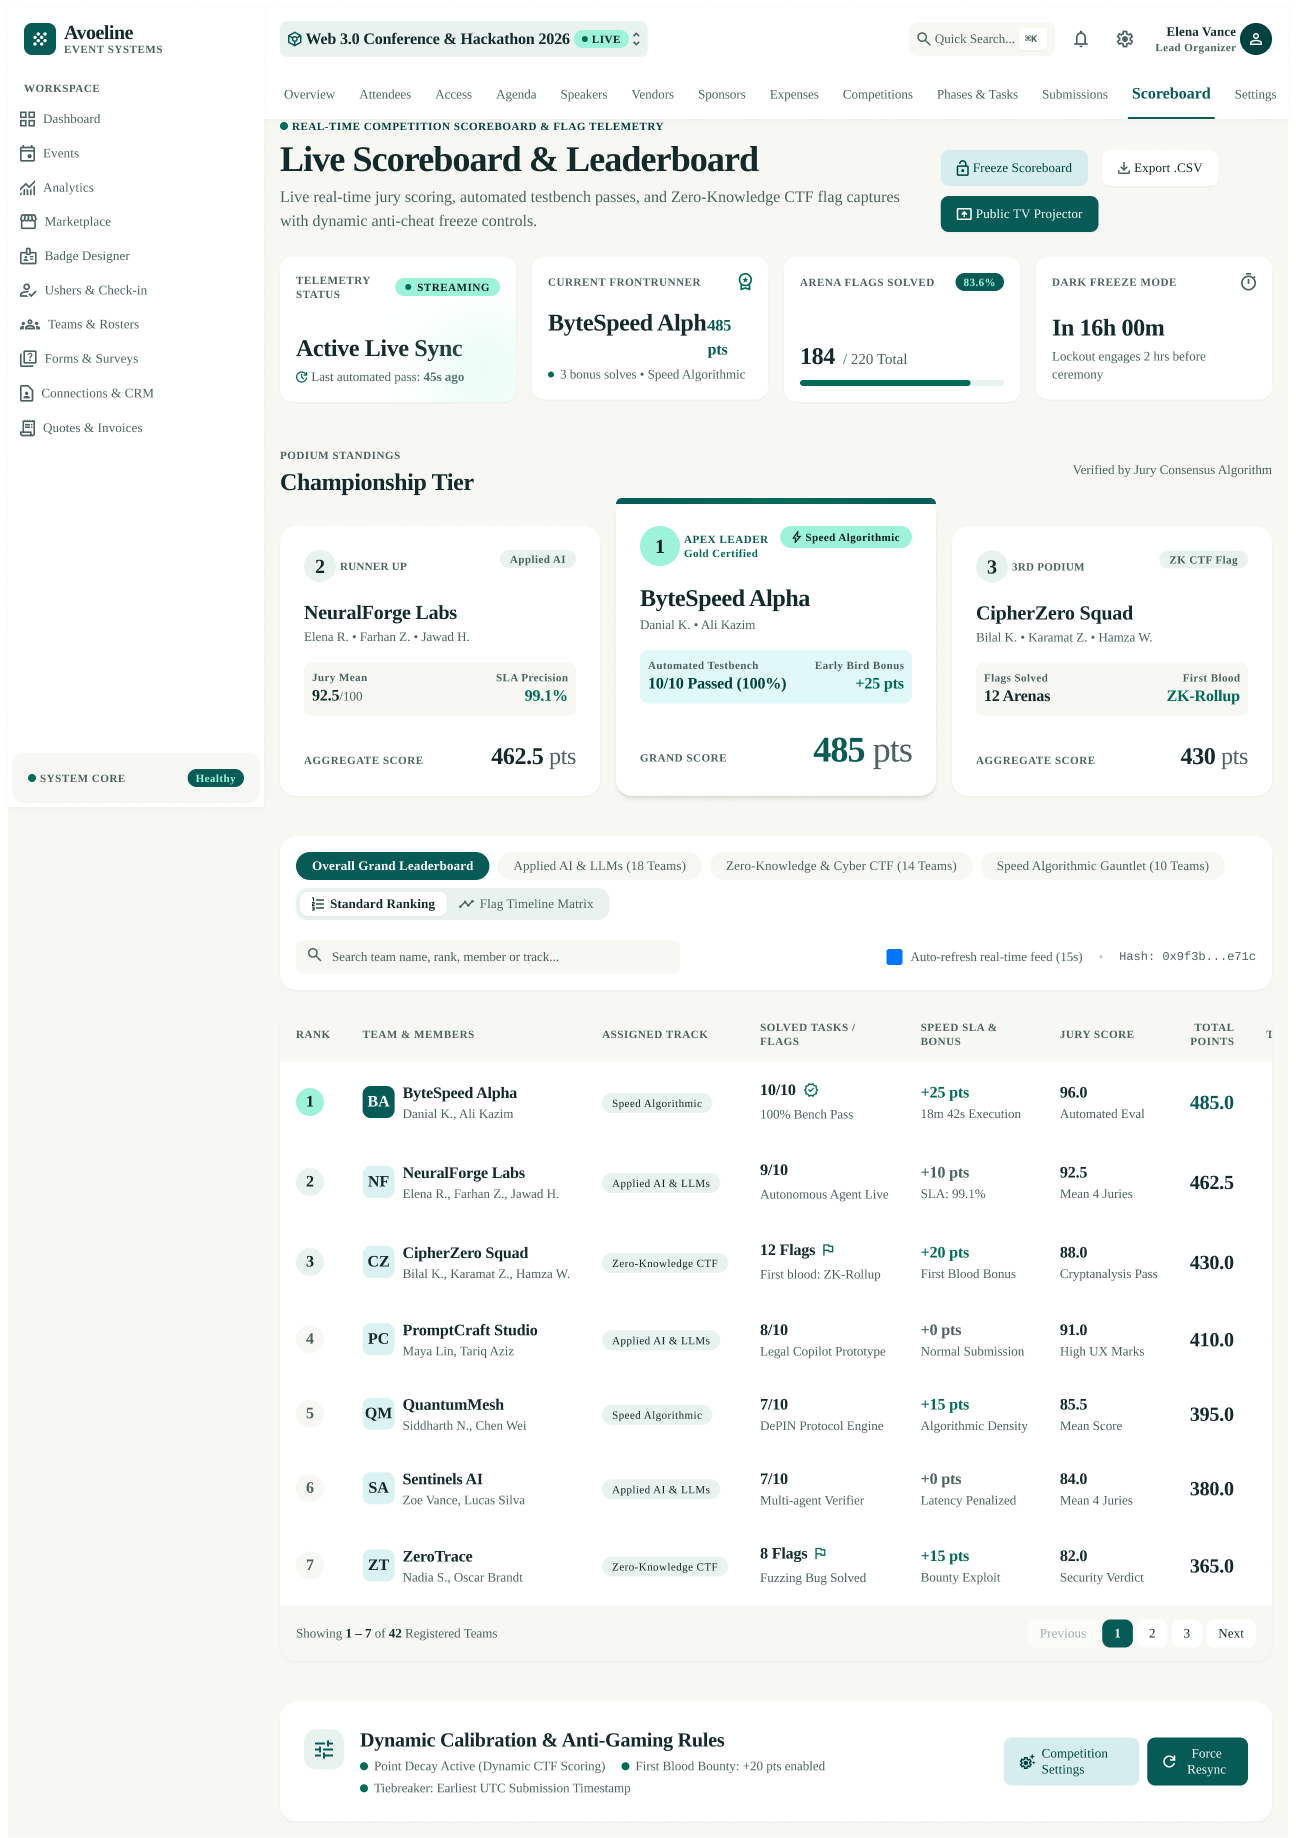 Avoeline
EVENT SYSTEMS
WORKSPACE
Dashboard
Events
Analytics
Marketplace
Badge Designer
Ushers & Check-in
Teams & Rosters
Forms & Surveys
Connections & CRM
Quotes & Invoices
SYSTEM CORE
Healthy
Web 3.0 Conference & Hackathon 2026
LIVE
Quick Search...
⌘K
Elena Vance
Lead Organizer
Overview
Attendees
Access
Agenda
Speakers
Vendors
Sponsors
Expenses
Competitions
Phases & Tasks
Submissions
Scoreboard
Settings
REAL-TIME COMPETITION SCOREBOARD & FLAG TELEMETRY
Live Scoreboard & Leaderboard
Live real-time jury scoring, automated testbench passes, and Zero-Knowledge CTF flag captures
with dynamic anti-cheat freeze controls.
Freeze Scoreboard
Export .CSV
Public TV Projector
TELEMETRY
STATUS
STREAMING
Active Live Sync
Last automated pass: 45s ago
CURRENT FRONTRUNNER
ByteSpeed Alph
485
pts
3 bonus solves • Speed Algorithmic
ARENA FLAGS SOLVED
83.6%
184 / 220 Total
DARK FREEZE MODE
In 16h 00m
Lockout engages 2 hrs before
ceremony
PODIUM STANDINGS
Championship Tier
Verified by Jury Consensus Algorithm
2
RUNNER UP
Applied AI
NeuralForge Labs
Elena R. • Farhan Z. • Jawad H.
Jury Mean
92.5/100
SLA Precision
99.1%
AGGREGATE SCORE
462.5 pts
1
APEX LEADER
Gold Certified
Speed Algorithmic
ByteSpeed Alpha
Danial K. • Ali Kazim
Automated Testbench
10/10 Passed (100%)
Early Bird Bonus
+25 pts
GRAND SCORE
485 pts
3
3RD PODIUM
ZK CTF Flag
CipherZero Squad
Bilal K. • Karamat Z. • Hamza W.
Flags Solved
12 Arenas
First Blood
ZK-Rollup
AGGREGATE SCORE
430 pts
Overall Grand Leaderboard
Applied AI & LLMs (18 Teams)
Zero-Knowledge & Cyber CTF (14 Teams)
Speed Algorithmic Gauntlet (10 Teams)
Standard Ranking
Flag Timeline Matrix
Search team name, rank, member or track...
Auto-refresh real-time feed (15s)
•
Hash: 0x9f3b...e71c
RANK
TEAM & MEMBERS
ASSIGNED TRACK
SOLVED TASKS /
FLAGS
SPEED SLA &
BONUS
JURY SCORE
TOTAL
POINTS
T
1
BA
ByteSpeed Alpha
Danial K., Ali Kazim
Speed Algorithmic
10/10
100% Bench Pass
+25 pts
18m 42s Execution
96.0
Automated Eval
485.0
2
NF
NeuralForge Labs
Elena R., Farhan Z., Jawad H.
Applied AI & LLMs
9/10
Autonomous Agent Live
+10 pts
SLA: 99.1%
92.5
Mean 4 Juries
462.5
3
CZ
CipherZero Squad
Bilal K., Karamat Z., Hamza W.
Zero-Knowledge CTF
12 Flags
First blood: ZK-Rollup
+20 pts
First Blood Bonus
88.0
Cryptanalysis Pass
430.0
4
PC
PromptCraft Studio
Maya Lin, Tariq Aziz
Applied AI & LLMs
8/10
Legal Copilot Prototype
+0 pts
Normal Submission
91.0
High UX Marks
410.0
5
QM
QuantumMesh
Siddharth N., Chen Wei
Speed Algorithmic
7/10
DePIN Protocol Engine
+15 pts
Algorithmic Density
85.5
Mean Score
395.0
6
SA
Sentinels AI
Zoe Vance, Lucas Silva
Applied AI & LLMs
7/10
Multi-agent Verifier
+0 pts
Latency Penalized
84.0
Mean 4 Juries
380.0
7
ZT
ZeroTrace
Nadia S., Oscar Brandt
Zero-Knowledge CTF
8 Flags
Fuzzing Bug Solved
+15 pts
Bounty Exploit
82.0
Security Verdict
365.0
Showing 1 – 7 of 42 Registered Teams
Previous
1
2
3
Next
Dynamic Calibration & Anti-Gaming Rules
Point Decay Active (Dynamic CTF Scoring)
First Blood Bounty: +20 pts enabled
Tiebreaker: Earliest UTC Submission Timestamp
Competition
Settings
Force
Resync